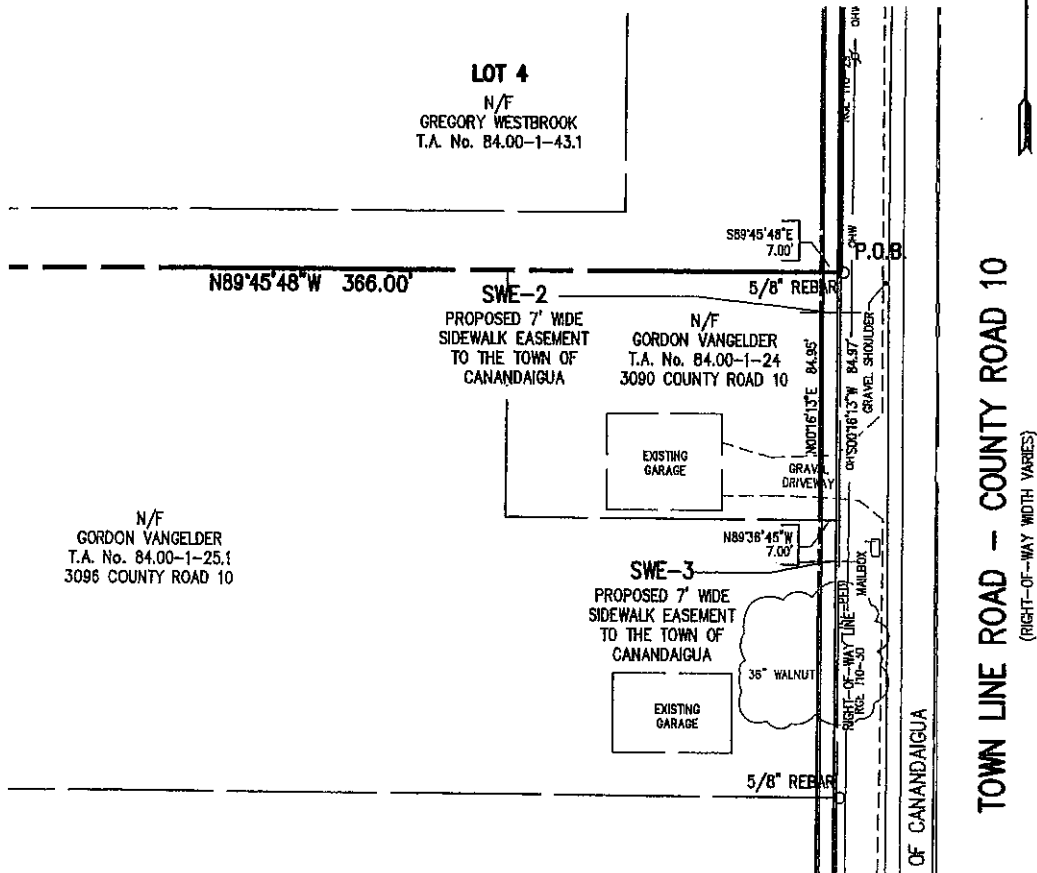 LOT 4
N/F
GREGORY WESTBROOK
T.A. No. 84.00-1-43.1
OHW
S89°45'48"E
7.00'
OHW
P.O.B.
N89°45'48"W 366.00'
5/8" REBAR
SWE-2
PROPOSED 7' WIDE
SIDEWALK EASEMENT
TO THE TOWN OF
CANANDAIGUA
N/F
GORDON VANGELDER
T.A. No. 84.00-1-24
3090 COUNTY ROAD 10
N00°16'13"E 84.95'
S00°16'13"W 84.97'
GRAVEL SHOULDER
EXISTING
GARAGE
GRAVEL
DRIVEWAY
N/F
GORDON VANGELDER
T.A. No. 84.00-1-25.1
3096 COUNTY ROAD 10
N89°36'45"W
7.00'
MAILBOX
SWE-3
PROPOSED 7' WIDE
SIDEWALK EASEMENT
TO THE TOWN OF
CANANDAIGUA
36" WALNUT
RIGHT-OF-WAY LINE PER
EXISTING
GARAGE
5/8" REBAR
OF CANANDAIGUA
TOWN LINE ROAD - COUNTY ROAD 10
(RIGHT-OF-WAY WIDTH VARIES)